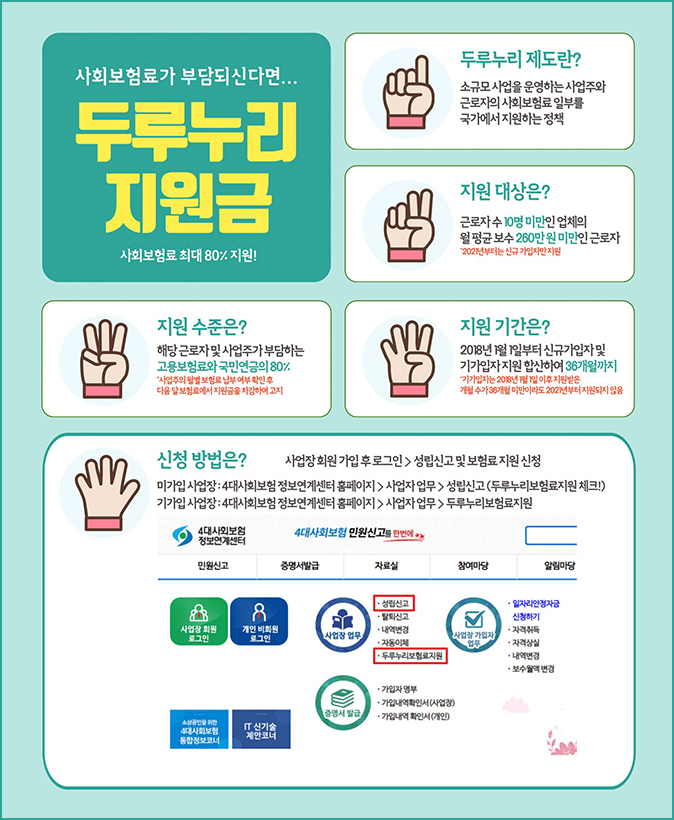 사회보험료가 부담되신다면...
두루누리
지원금
사회보험료 최대 80% 지원!
두루누리 제도란?
소규모 사업을 운영하는 사업주와
근로자의 사회보험료 일부를
국가에서 지원하는 정책
지원 대상은?
근로자 수 10명 미만인 업체의
월 평균 보수 260만 원 미만인 근로자
*2021년부터는 신규 가입자만 지원
지원 수준은?
해당 근로자 및 사업주가 부담하는
고용보험료와 국민연금의 80%
*사업주의 월별 보험료 납부 여부 확인 후
다음 달 보험료에서 지원금을 차감하여 고지
지원 기간은?
2018년 1월 1일부터 신규가입자 및
기가입자 지원 합산하여 36개월까지
*기가입자는 2018년 1월 1일 이후 지원받은
개월 수가 36개월 미만이라도 2021년부터 지원되지 않음
신청 방법은?
사업장 회원 가입 후 로그인 > 성립신고 및 보험료 지원 신청
미가입 사업장 : 4대사회보험 정보연계센터 홈페이지 > 사업자 업무 > 성립신고 (두루누리보험료지원 체크!)
기가입 사업장 : 4대사회보험 정보연계센터 홈페이지 > 사업자 업무 > 두루누리보험료지원
4대사회보험
정보연계센터
4대사회보험 민원신고를 한번에
민원신고
증명서발급
자료실
참여마당
알림마당
사업장 회원
로그인
개인 비회원
로그인
사업장 업무
· 성립신고
· 탈퇴신고
· 내역변경
· 자동이체
· 두루누리보험료지원
사업장 가입자
업무
· 일자리안정자금
신청하기
· 자격취득
· 자격상실
· 내역변경
· 보수월액 변경
증명서 발급
· 가입자 명부
· 가입내역확인서 (사업장)
· 가입내역 확인서 (개인)
소상공인을 위한
4대사회보험
통합정보코너
IT 신기술
제안코너